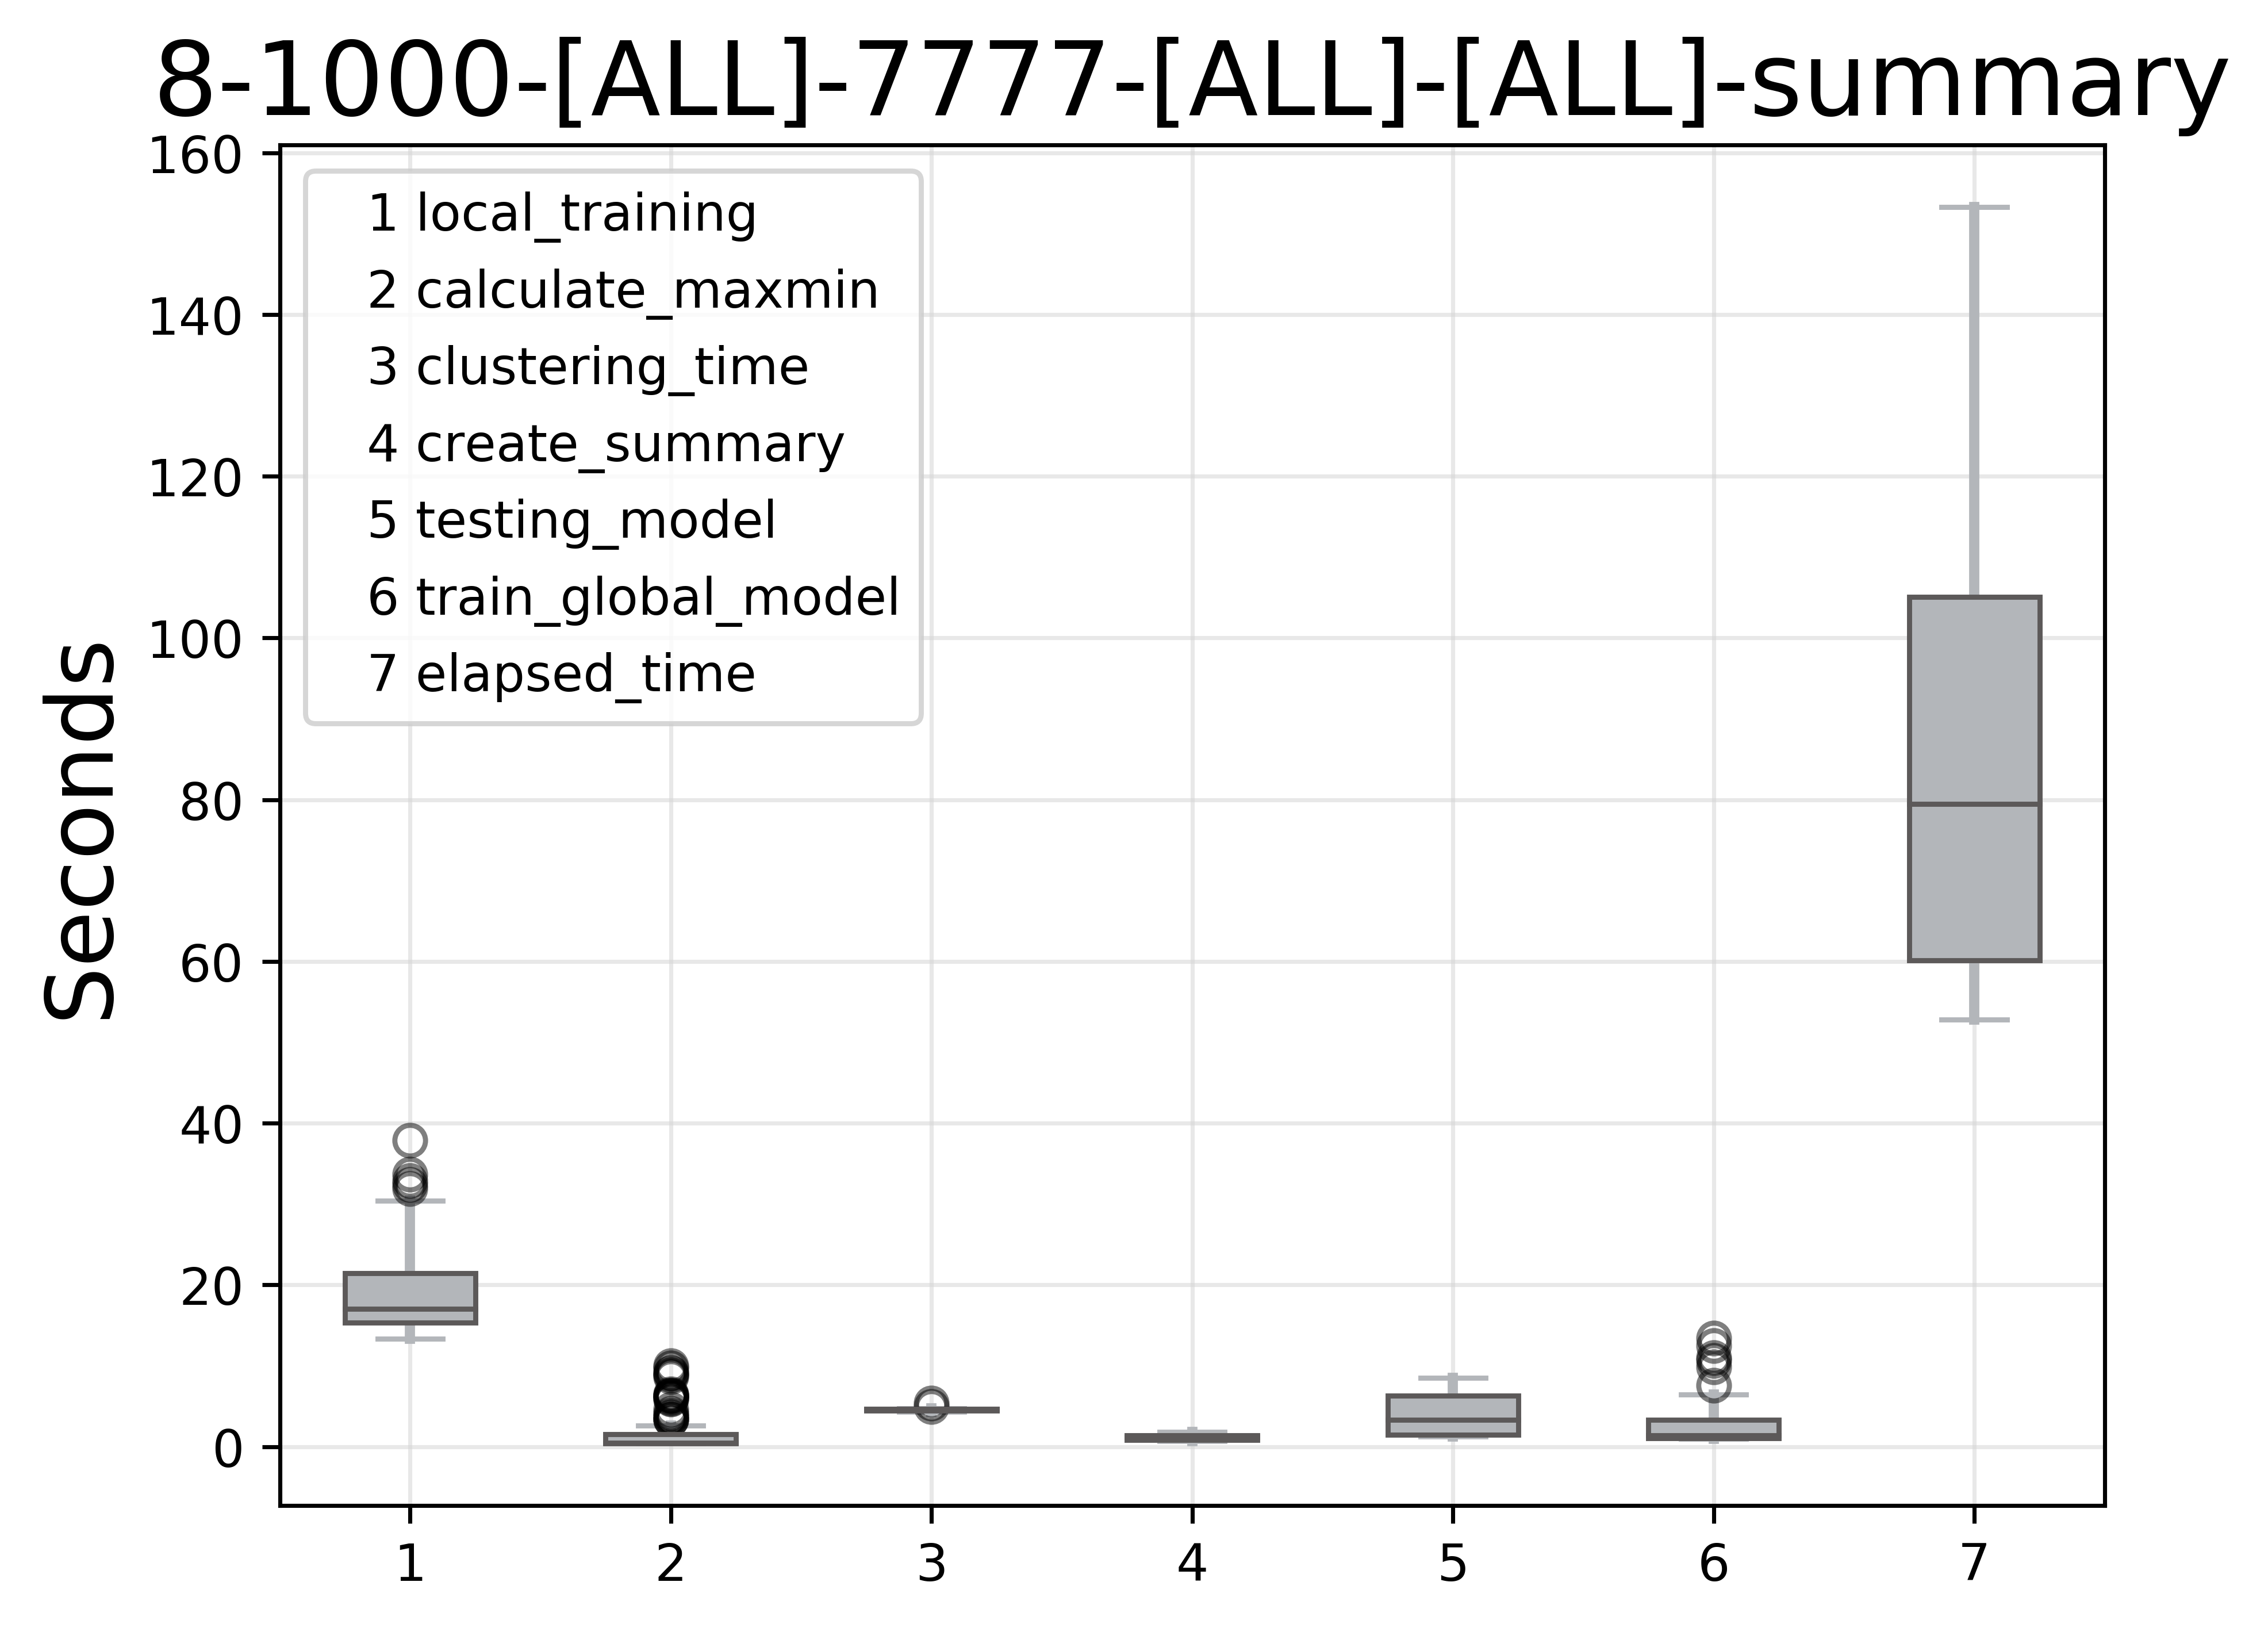 8-1000-[ALL]-7777-[ALL]-[ALL]-summary
Seconds
160
140
120
100
80
60
40
20
0
1 local_training
2 calculate_maxmin
3 clustering_time
4 create_summary
5 testing_model
6 train_global_model
7 elapsed_time
1 2 3 4 5 6 7